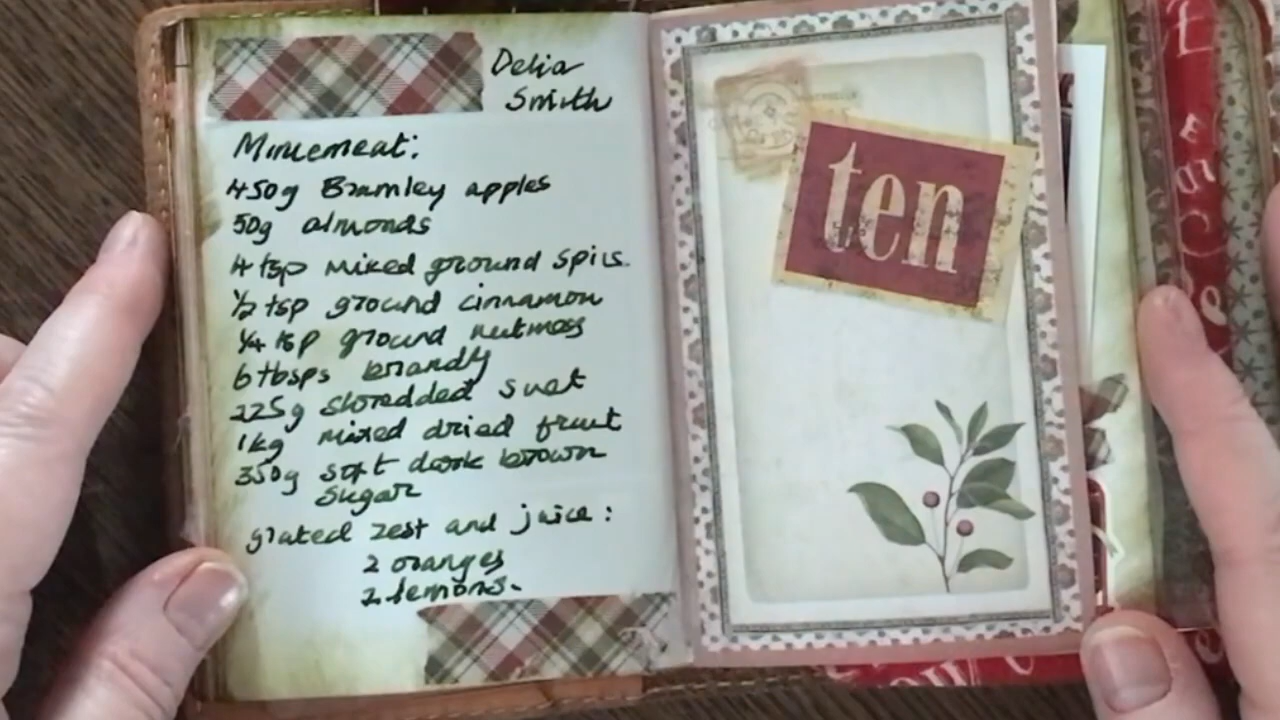 Delia
Smith
Mincemeat:
450g Bramley apples
50g almonds
4 tsp mixed ground spics.
1/2 tsp ground cinnamon
1/4 tsp ground nutmeg
6 tbsps brandy
225g shredded suet
1kg mixed dried fruit
350g soft dark brown
sugar
grated zest and juice:
2 oranges
2 lemons.
ten